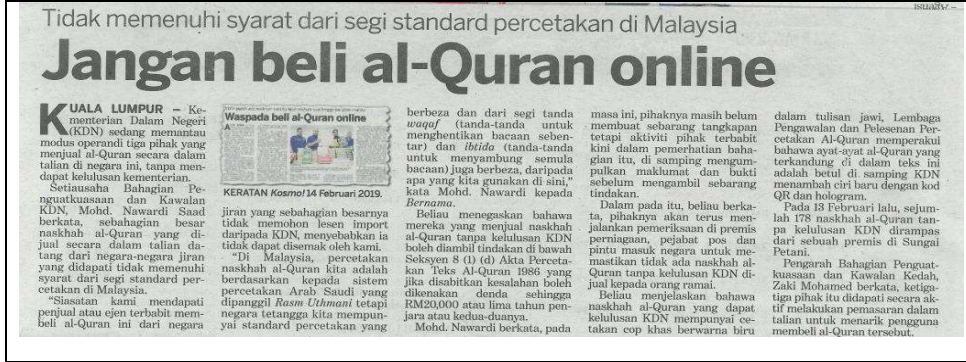 Tidak memenuhi syarat dari segi standard percetakan di Malaysia
Jangan beli al-Quran online
KUALA LUMPUR – Ke-
menterian Dalam Negeri
(KDN) sedang memantau
modus operandi tiga pihak yang
menjual al-Quran secara dalam
talian di negara ini, tanpa men-
dapat kelulusan kementerian.
Setiausaha Bahagian Pe-
nguatkuasaan dan Kawalan
KDN, Mohd. Nawardi Saad
berkata, sebahagian besar
naskhah al-Quran yang di-
jual secara dalam talian da-
tang dari negara-negara jiran
yang didapati tidak memenuhi
syarat dari segi standard per-
cetakan di Malaysia.
“Siasatan kami mendapati
penjual atau ejen terbabit mem-
beli al-Quran ini dari negara
Waspada beli al-Quran online
KERATAN Kosmo! 14 Februari 2019.
jiran yang sebahagian besarnya
tidak memohon lesen import
daripada KDN, menyebabkan ia
tidak dapat disemak oleh kami.
“Di Malaysia, percetakan
naskhah al-Quran kita adalah
berdasarkan kepada sistem
percetakan Arab Saudi yang
dipanggil Rasm Uthmani tetapi
negara tetangga kita mempun-
yai standard percetakan yang
berbeza dan dari segi tanda
waqaf (tanda-tanda untuk
menghentikan bacaan seben-
tar) dan ibtida (tanda-tanda
untuk menyambung semula
bacaan) juga berbeza, daripada
apa yang kita gunakan di sini,”
kata Mohd. Nawardi kepada
Bernama.
Beliau menegaskan bahawa
mereka yang menjual naskhah
al-Quran tanpa kelulusan KDN
boleh diambil tindakan di bawah
Seksyen 8 (1) (d) Akta Perceta-
kan Teks Al-Quran 1986 yang
jika disabitkan kesalahan boleh
dikenakan denda sehingga
RM20,000 atau lima tahun pen-
jara atau kedua-duanya.
Mohd. Nawardi berkata, pada
masa ini, pihaknya masih belum
membuat sebarang tangkapan
tetapi aktiviti pihak terbabit
kini dalam pemerhatian baha-
gian itu, di samping mengum-
pulkan maklumat dan bukti
sebelum mengambil sebarang
tindakan.
Dalam pada itu, beliau berka-
ta, pihaknya akan terus men-
jalankan pemeriksaan di premis
perniagaan, pejabat pos dan
pintu masuk negara untuk me-
mastikan tidak ada naskhah al-
Quran tanpa kelulusan KDN di-
jual kepada orang ramai.
Beliau menjelaskan bahawa
naskhah al-Quran yang dapat
kelulusan KDN mempunyai ce-
takan cop khas berwarna biru
dalam tulisan jawi, Lembaga
Pengawalan dan Pelesenan Per-
cetakan Al-Quran memperakui
bahawa ayat-ayat al-Quran yang
terkandung di dalam teks ini
adalah betul di samping KDN
menambah ciri baru dengan kod
QR dan hologram.
Pada 13 Februari lalu, sejum-
lah 178 naskhah al-Quran tan-
pa kelulusan KDN dirampas
dari sebuah premis di Sungai
Petani.
Pengarah Bahagian Penguat-
kuasaan dan Kawalan Kedah,
Zaki Mohamed berkata, ketiga-
tiga pihak itu didapati secara ak-
tif melakukan pemasaran dalam
talian untuk menarik pengguna
membeli al-Quran tersebut.